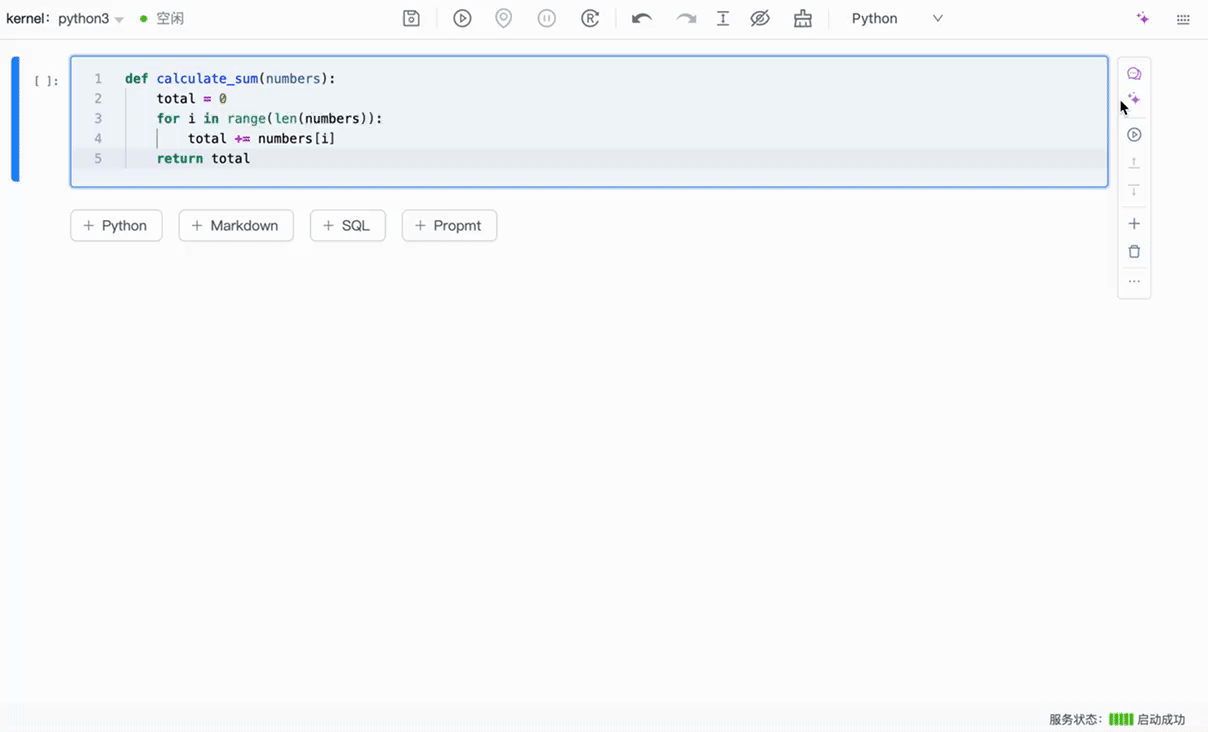 kernel: python3 空闲 Python
[ ]:
1 def calculate_sum(numbers):
2 total = 0
3 for i in range(len(numbers)):
4 total += numbers[i]
5 return total
+ Python + Markdown + SQL + Propmt
服务状态: 启动成功